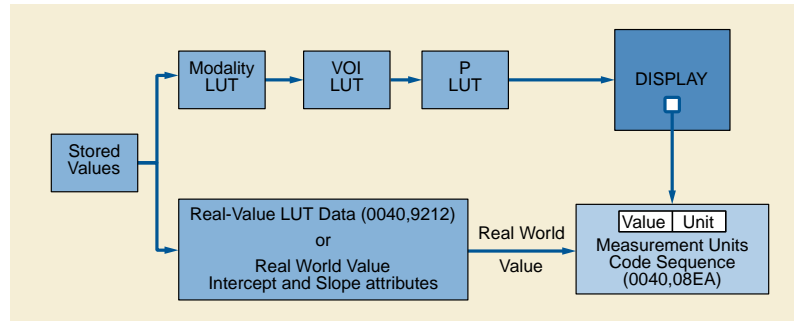 Modality
LUT
VOI
LUT
P
LUT
DISPLAY
Stored
Values
Real-Value LUT Data (0040,9212)
or
Real World Value
Intercept and Slope attributes
Real World
Value
Value Unit
Measurement Units
Code Sequence
(0040,08EA)